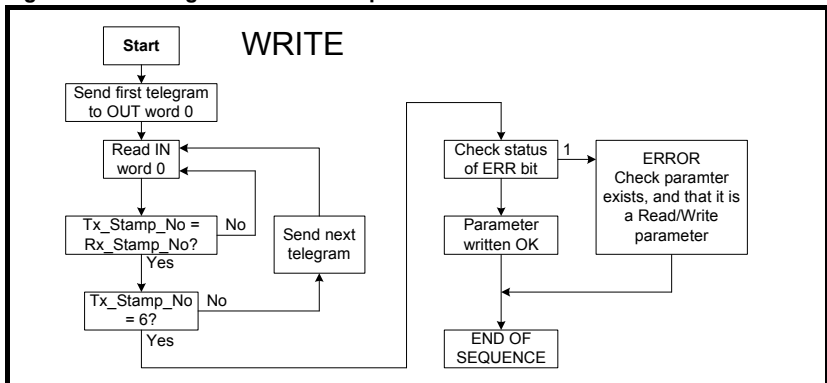 WRITE
Start
Send first telegram
to OUT word 0
Read IN
word 0
Tx_Stamp_No =
Rx_Stamp_No?
No
Yes
Send next
telegram
Tx_Stamp_No
= 6?
No
Yes
Check status
of ERR bit
1
ERROR
Check paramter
exists, and that it is
a Read/Write
parameter
Parameter
written OK
END OF
SEQUENCE